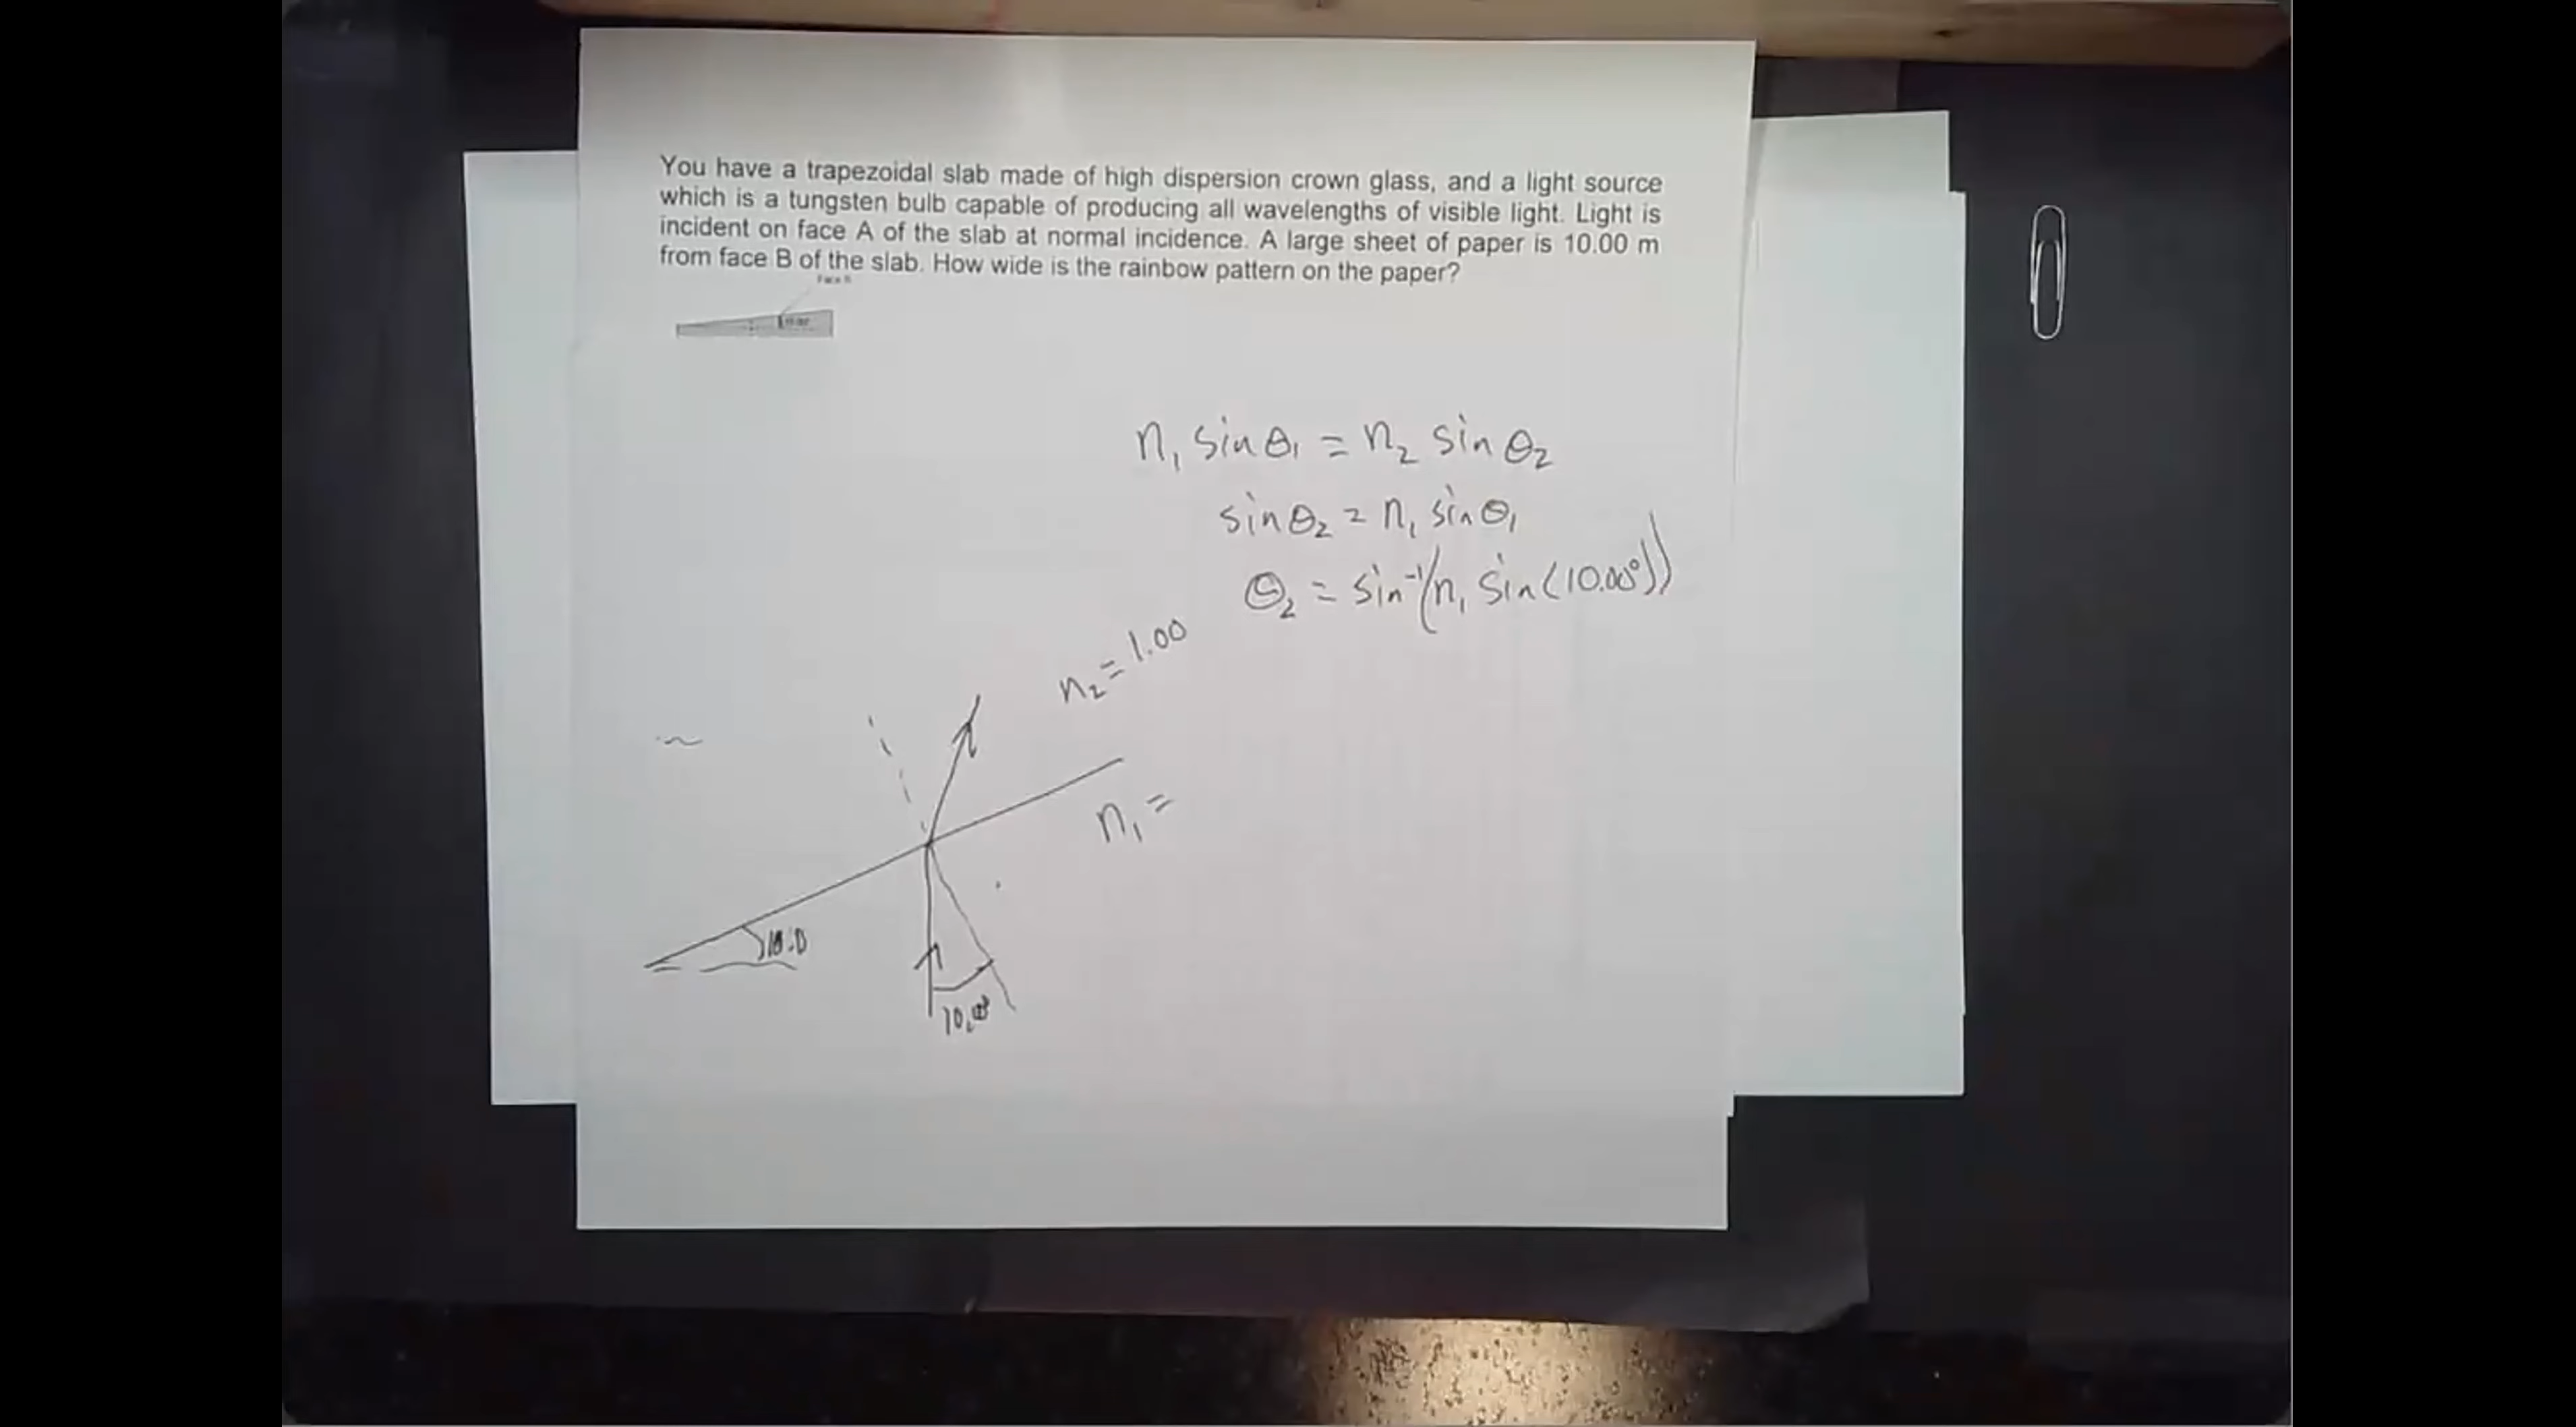 You have a trapezoidal slab made of high dispersion crown glass, and a light source
which is a tungsten bulb capable of producing all wavelengths of visible light. Light is
incident on face A of the slab at normal incidence. A large sheet of paper is 10.00 m
from face B of the slab. How wide is the rainbow pattern on the paper?
n₁ sin θ₁ = n₂ sin θ₂
sin θ₂ = n₁ sin θ₁
θ₂ = sin⁻¹(n₁ sin(10.00°))
n₂ = 1.00
n₁ =
10.0